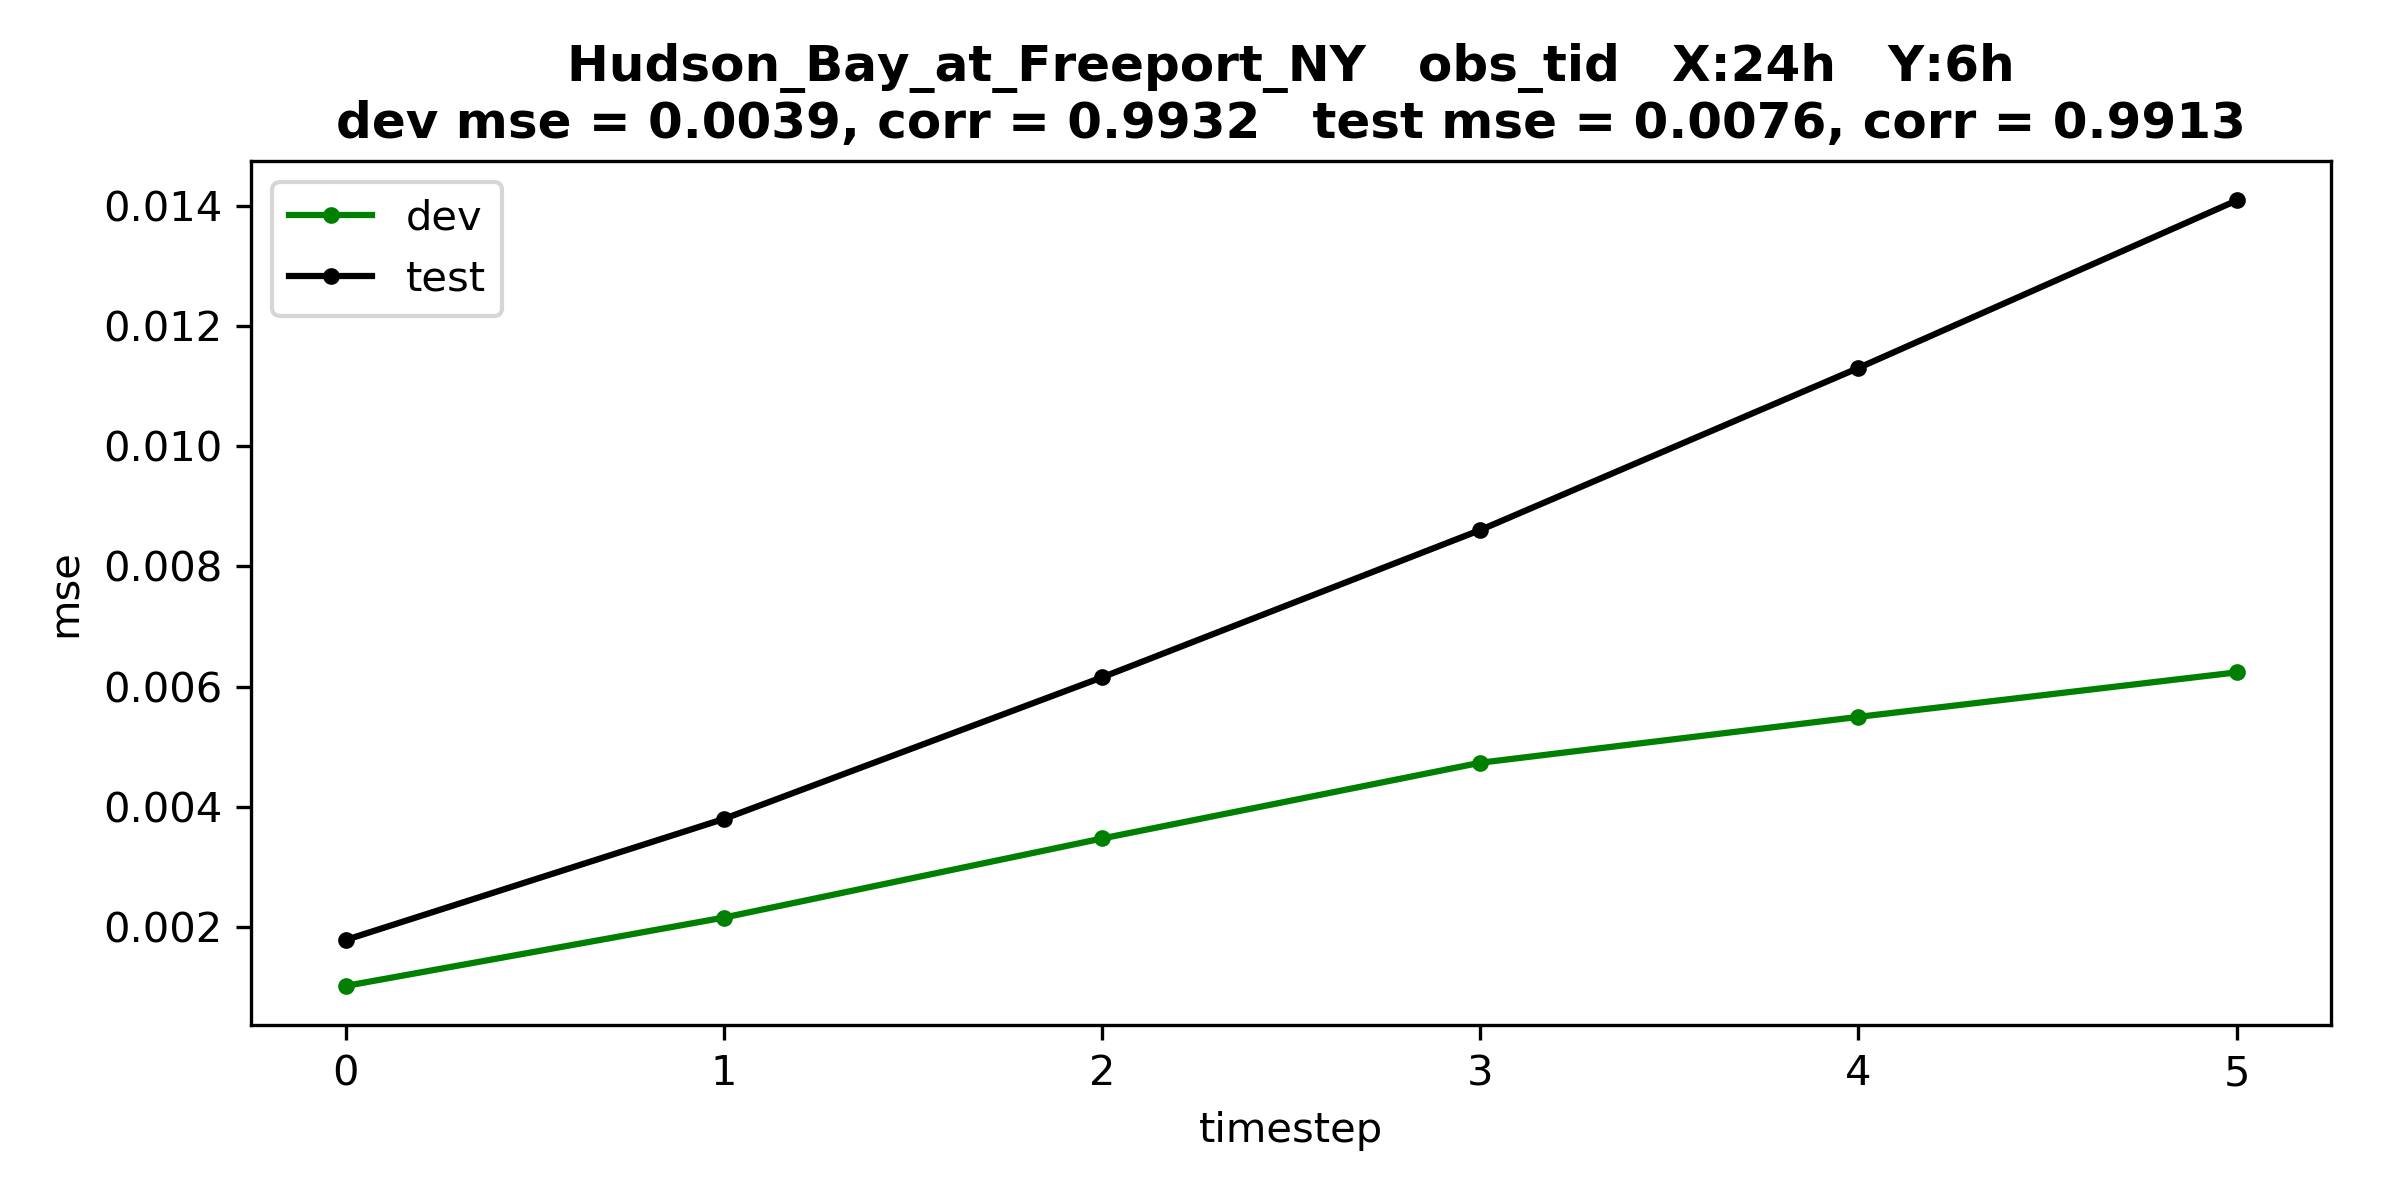 Hudson_Bay_at_Freeport_NY obs_tid X:24h Y:6h
dev mse = 0.0039, corr = 0.9932 test mse = 0.0076, corr = 0.9913
dev
test
0.014
0.012
0.010
0.008
0.006
0.004
0.002
mse
0 1 2 3 4 5
timestep